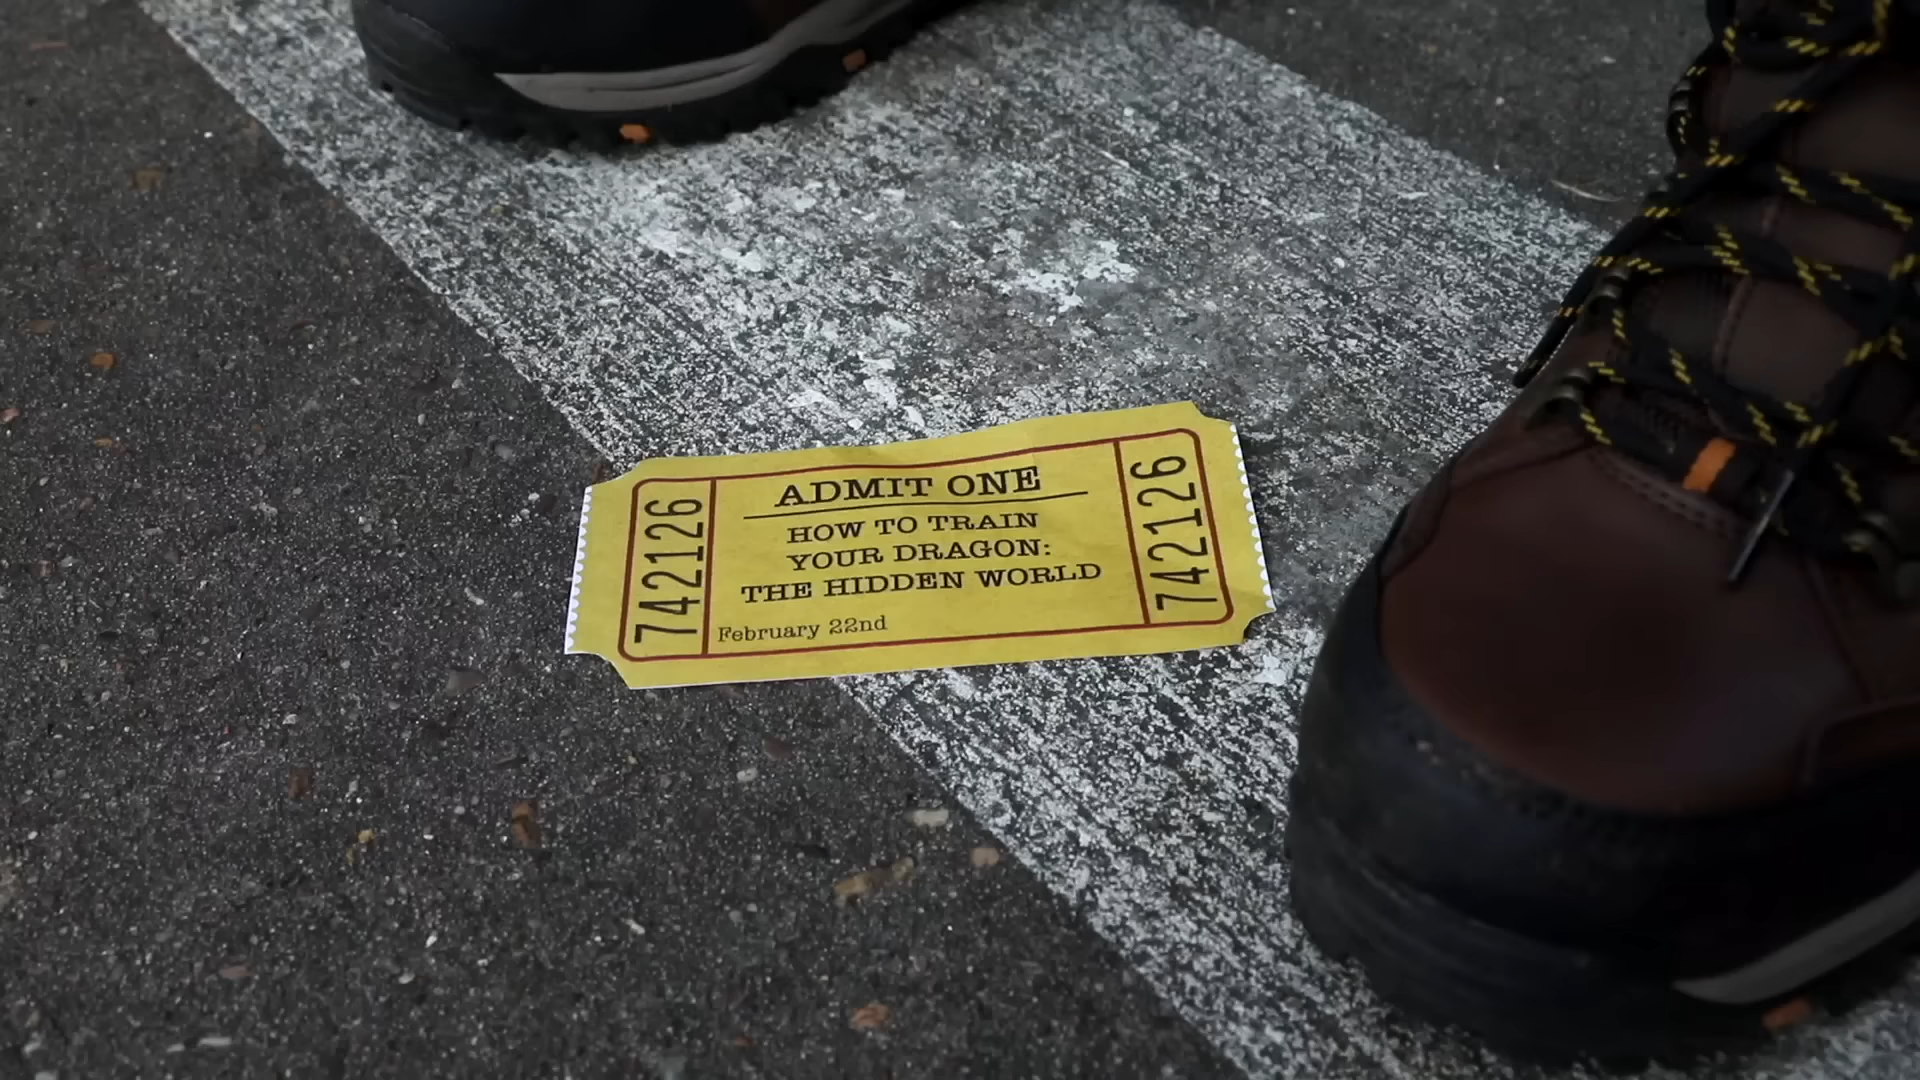 ADMIT ONE
HOW TO TRAIN
YOUR DRAGON:
THE HIDDEN WORLD
February 22nd
742126
742126